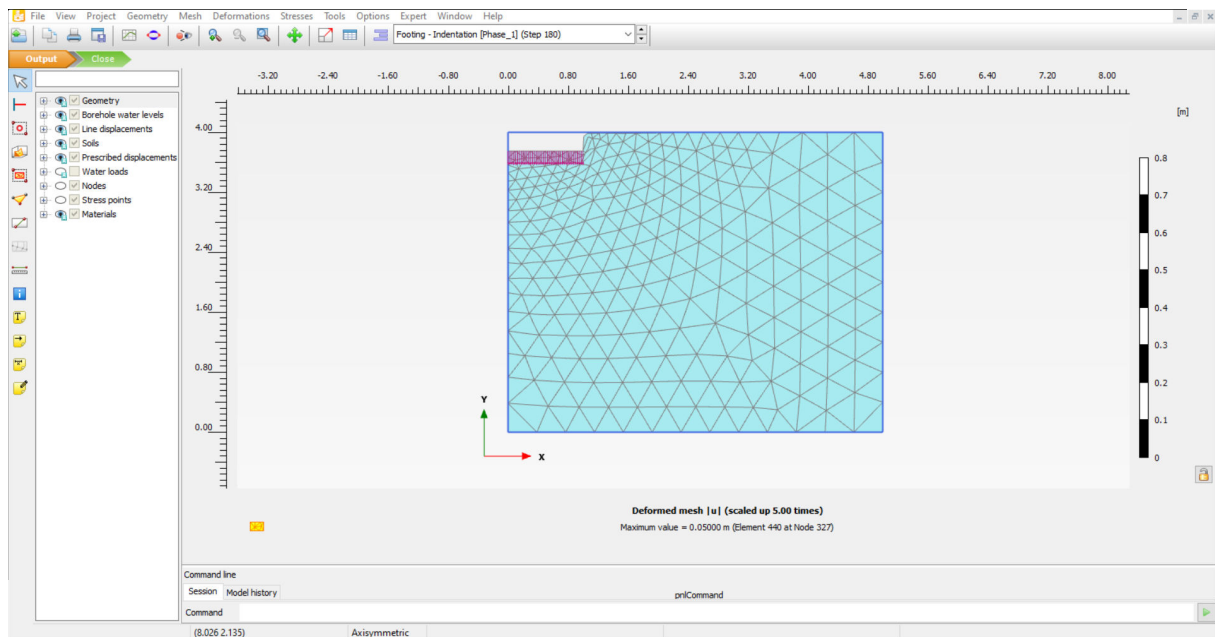 File View Project Geometry Mesh Deformations Stresses Tools Options Expert Window Help
Footing - Indentation [Phase_1] (Step 180)
Output Close
-3.20 -2.40 -1.60 -0.80 0.00 0.80 1.60 2.40 3.20 4.00 4.80 5.60 6.40 7.20 8.00
Geometry
Borehole water levels
Line displacements
Soils
Prescribed displacements
Water loads
Nodes
Stress points
Materials
4.00
3.20
2.40
1.60
0.80
0.00
Y
X
[m]
0.8
0.7
0.6
0.5
0.4
0.3
0.2
0.1
0
Deformed mesh |u| (scaled up 5.00 times)
Maximum value = 0.05000 m (Element 440 at Node 327)
Command line
Session Model history
pnlCommand
Command
(8.026 2.135) Axisymmetric